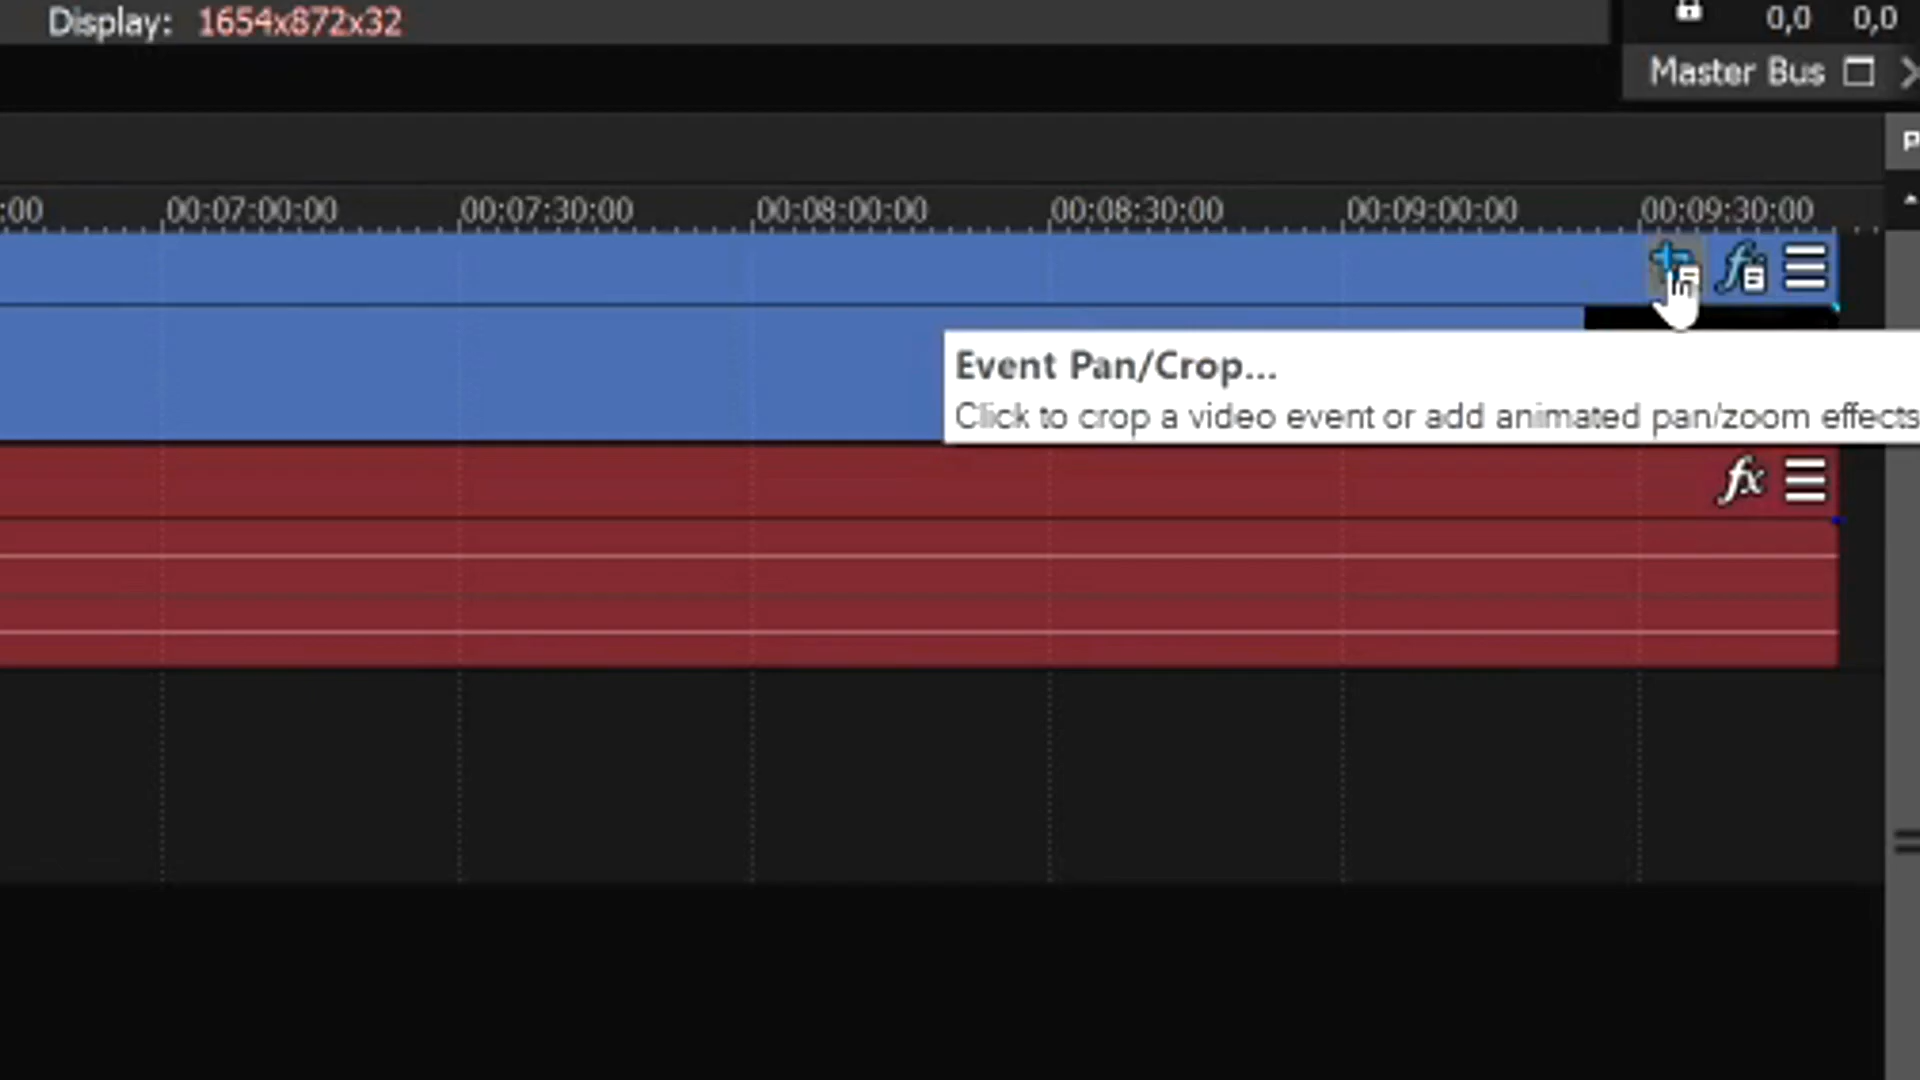 Display: 1654x872x32
0,0 0,0
Master Bus
:00 00:07:00:00 00:07:30:00 00:08:00:00 00:08:30:00 00:09:00:00 00:09:30:00
Event Pan/Crop...
Click to crop a video event or add animated pan/zoom effects
fx